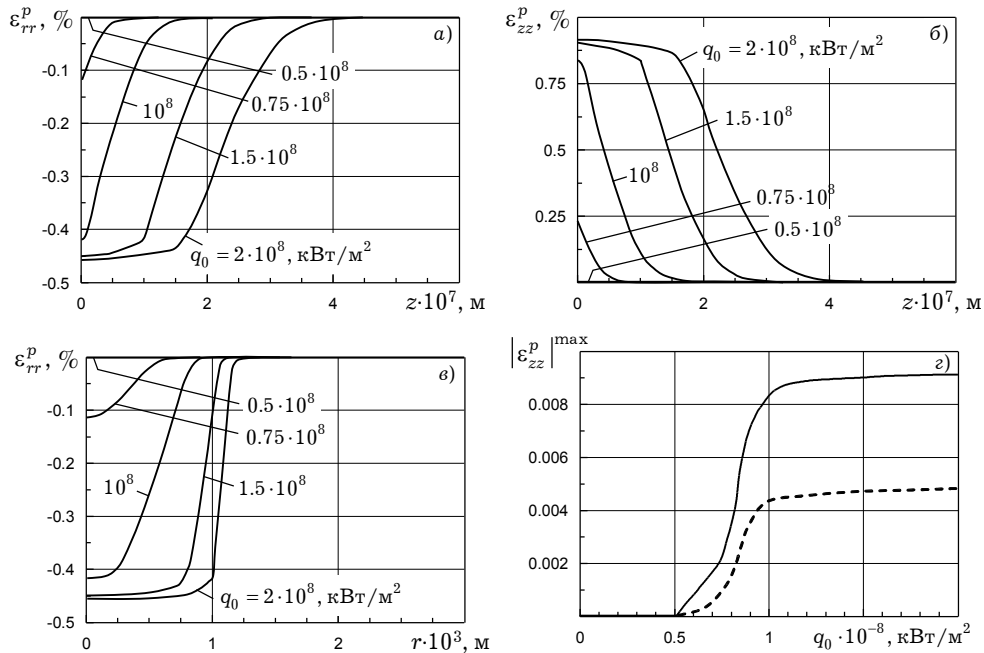 ε_rr^p, %
а)
0.5·10^8
0.75·10^8
10^8
1.5·10^8
q_0 = 2·10^8, кВт/м^2
-0.1
-0.2
-0.3
-0.4
-0.5
0
2
4
z·10^7, м
ε_zz^p, %
б)
q_0 = 2·10^8, кВт/м^2
1.5·10^8
10^8
0.75·10^8
0.5·10^8
0.75
0.5
0.25
0
2
4
z·10^7, м
ε_rr^p, %
в)
0.5·10^8
0.75·10^8
10^8
1.5·10^8
q_0 = 2·10^8, кВт/м^2
-0.1
-0.2
-0.3
-0.4
-0.5
0
1
2
r·10^3, м
|ε_zz^p|^max
г)
0.008
0.006
0.004
0.002
0
0.5
1
q_0 ·10^-8, кВт/м^2